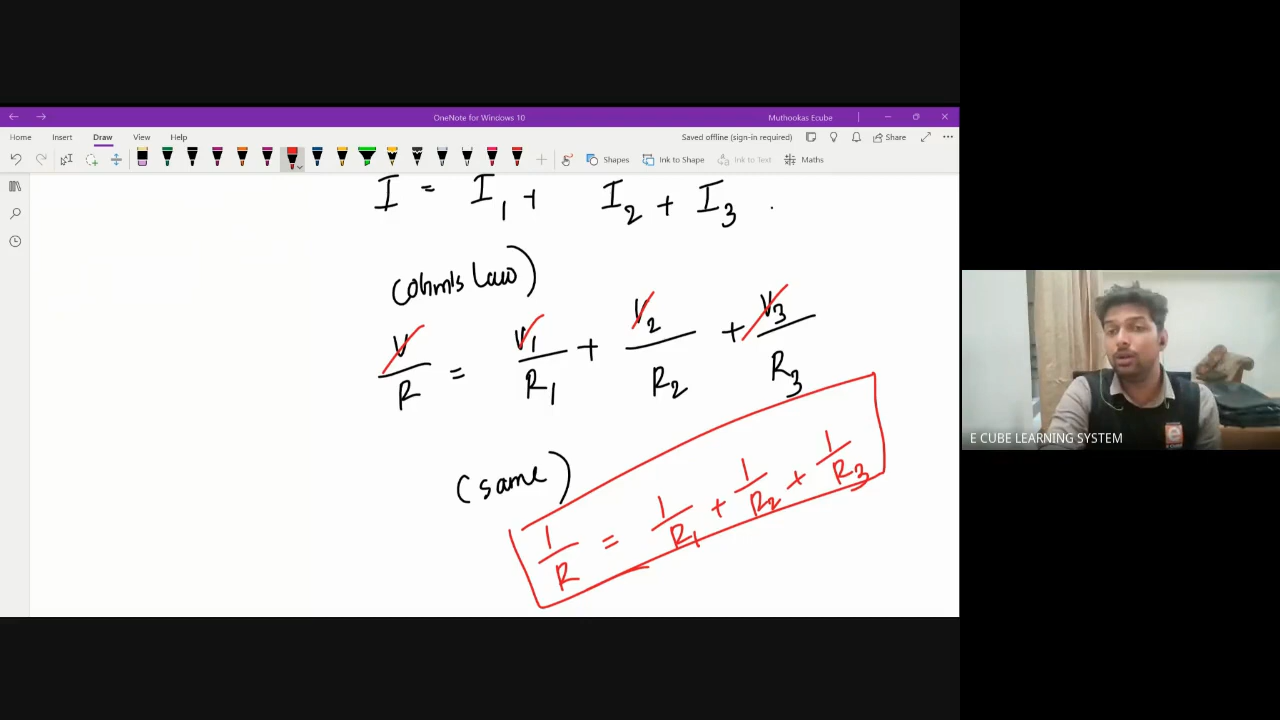 OneNote for Windows 10
Muthookas Ecube
Home Insert Draw View Help
Saved offline (sign-in required)
Share
Shapes
Ink to Shape
Ink to Text
Maths
I = I1 + I2 + I3
(ohm's law)
V/R = V1/R1 + V2/R2 + V3/R3
(same)
1/R = 1/R1 + 1/R2 + 1/R3
E CUBE LEARNING SYSTEM